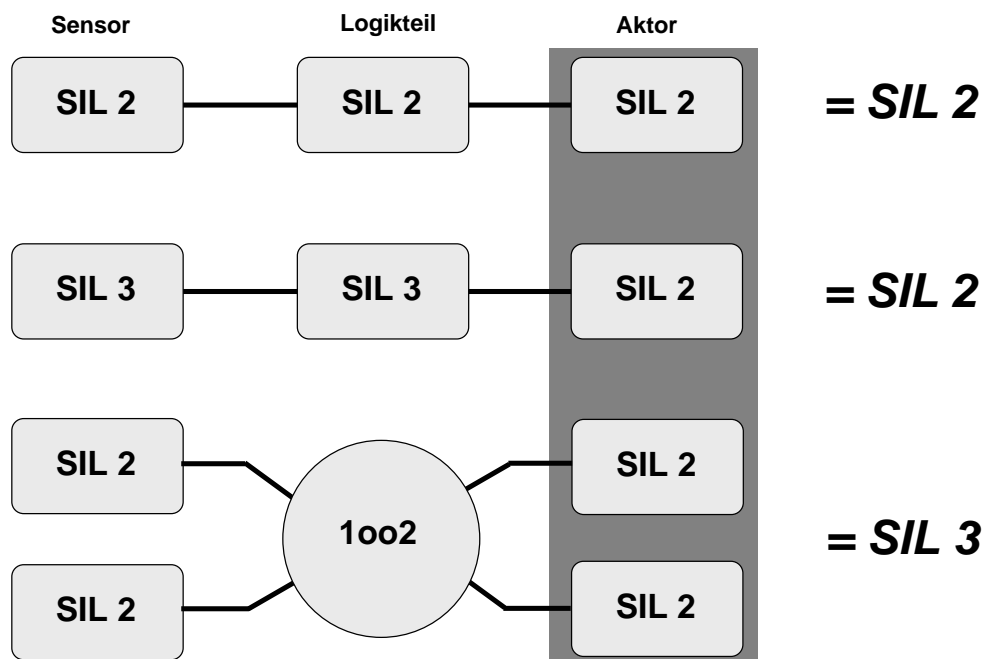 Sensor Logikteil Aktor
SIL 2 SIL 2 SIL 2 = SIL 2
SIL 3 SIL 3 SIL 2 = SIL 2
SIL 2 SIL 2
1oo2 = SIL 3
SIL 2 SIL 2